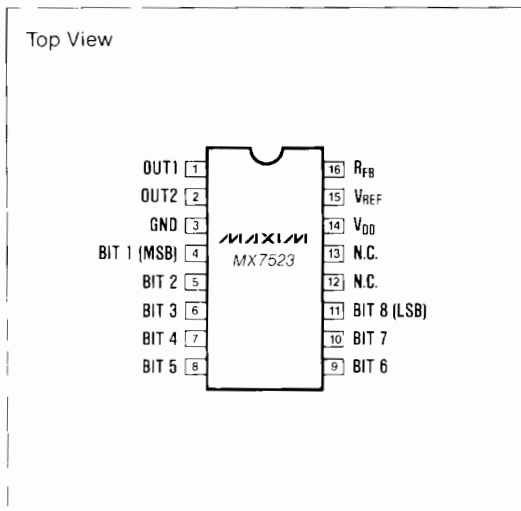 Top View
OUT1 1
OUT2 2
GND 3
BIT 1 (MSB) 4
BIT 2 5
BIT 3 6
BIT 4 7
BIT 5 8
MAXIM
MX7523
16 RFB
15 VREF
14 VDD
13 N.C.
12 N.C.
11 BIT 8 (LSB)
10 BIT 7
9 BIT 6